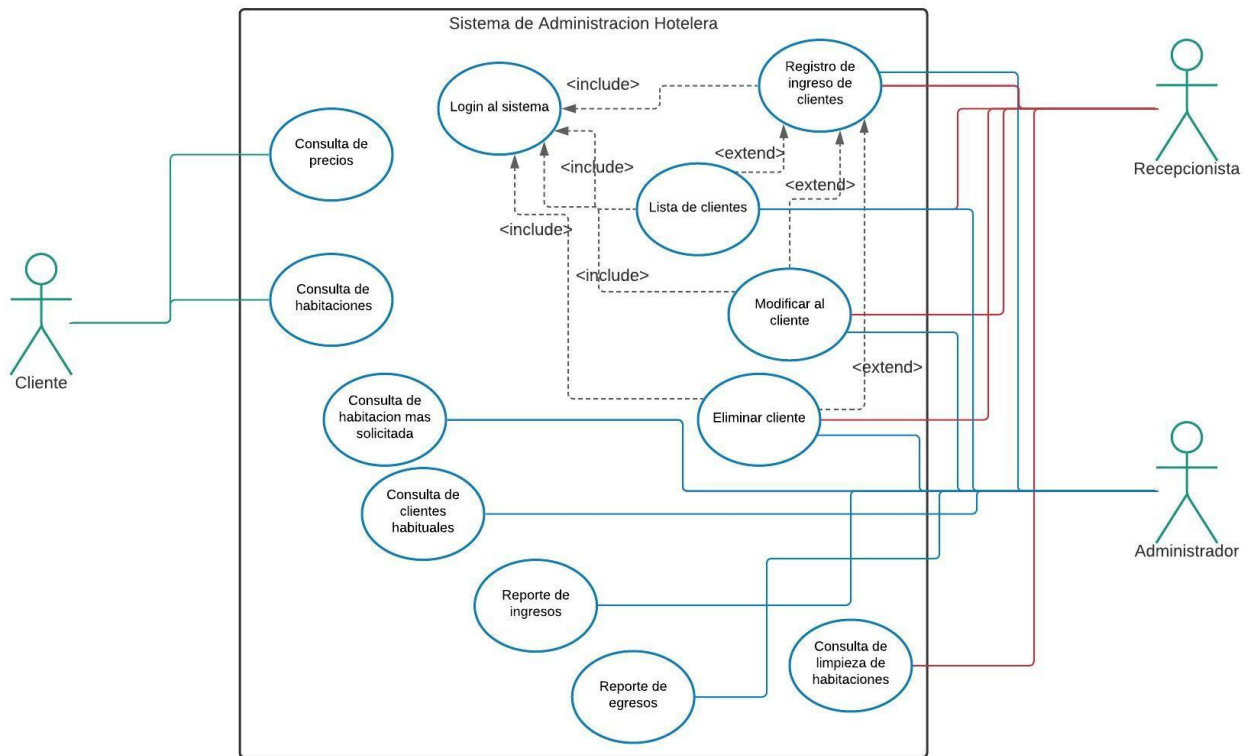 Sistema de Administracion Hotelera
Registro de
ingreso de
clientes
<include>
Login al sistema
Consulta de
precios
<extend>
<include>
<extend>
Recepcionista
Lista de clientes
<include>
<include>
Consulta de
habitaciones
Modificar al
cliente
Cliente
<extend>
Consulta de
habitacion mas
solicitada
Eliminar cliente
Consulta de
clientes
habituales
Administrador
Reporte de
ingresos
Consulta de
limpieza de
habitaciones
Reporte de
egresos